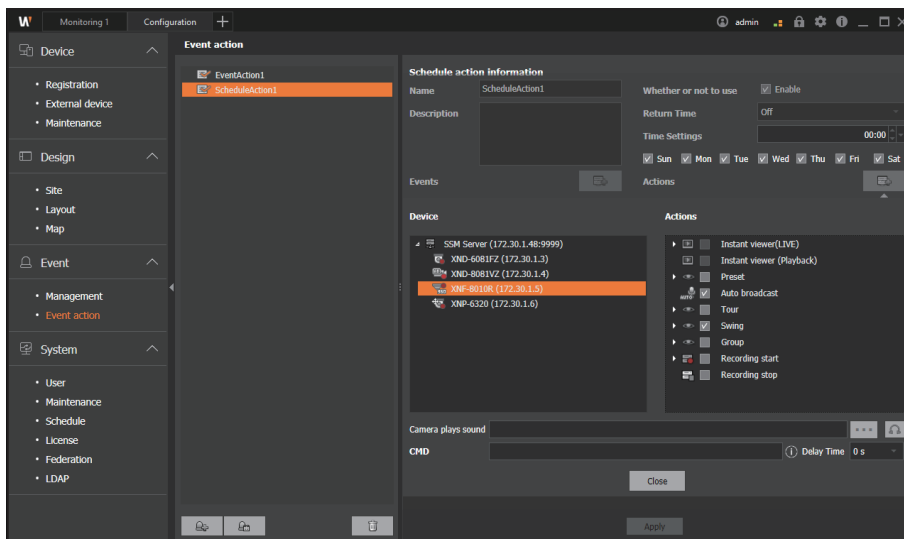 W Monitoring 1 Configuration + admin
Device
• Registration
• External device
• Maintenance
Design
• Site
• Layout
• Map
Event
• Management
• Event action
System
• User
• Maintenance
• Schedule
• License
• Federation
• LDAP
Event action
EventAction1
ScheduleAction1
Schedule action information
Name ScheduleAction1 Whether or not to use Enable
Description Return Time Off
Time Settings 00:00
Sun Mon Tue Wed Thu Fri Sat
Events Actions
Device Actions
SSM Server (172.30.1.48:9999)
XND-6081FZ (172.30.1.3)
XND-8081VZ (172.30.1.4)
XNF-8010R (172.30.1.5)
XNP-6320 (172.30.1.6)
Instant viewer(LIVE)
Instant viewer (Playback)
Preset
AUTO Auto broadcast
Tour
Swing
Group
Recording start
Recording stop
Camera plays sound ...
CMD Delay Time 0 s
Close
Apply